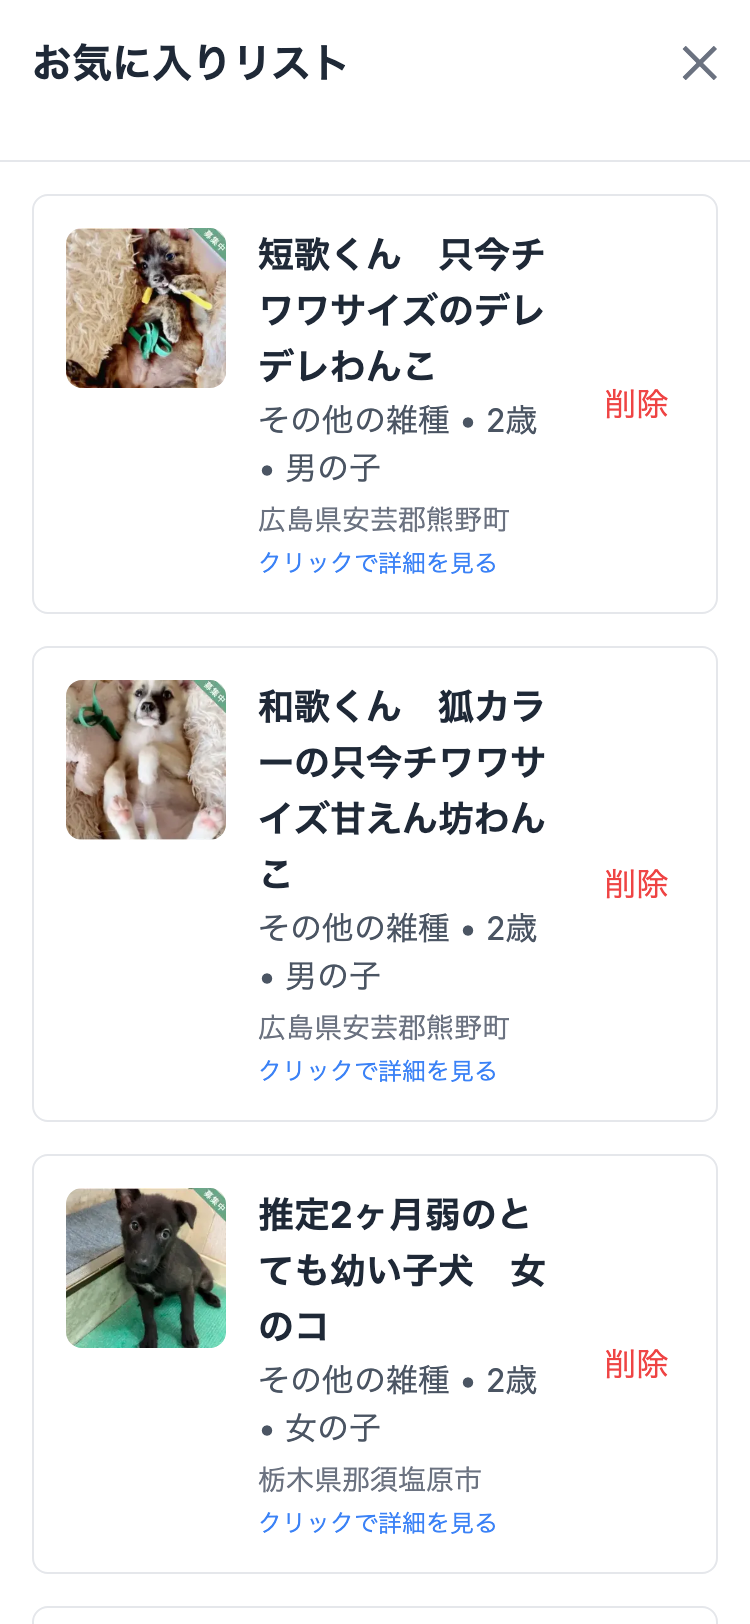 お気に入りリスト
募集中
短歌くん　只今チ
ワワサイズのデレ
デレわんこ
その他の雑種 • 2歳
• 男の子
広島県安芸郡熊野町
クリックで詳細を見る
削除
募集中
和歌くん　狐カラ
ーの只今チワワサ
イズ甘えん坊わん
こ
その他の雑種 • 2歳
• 男の子
広島県安芸郡熊野町
クリックで詳細を見る
削除
募集中
推定2ヶ月弱のと
ても幼い子犬　女
のコ
その他の雑種 • 2歳
• 女の子
栃木県那須塩原市
クリックで詳細を見る
削除